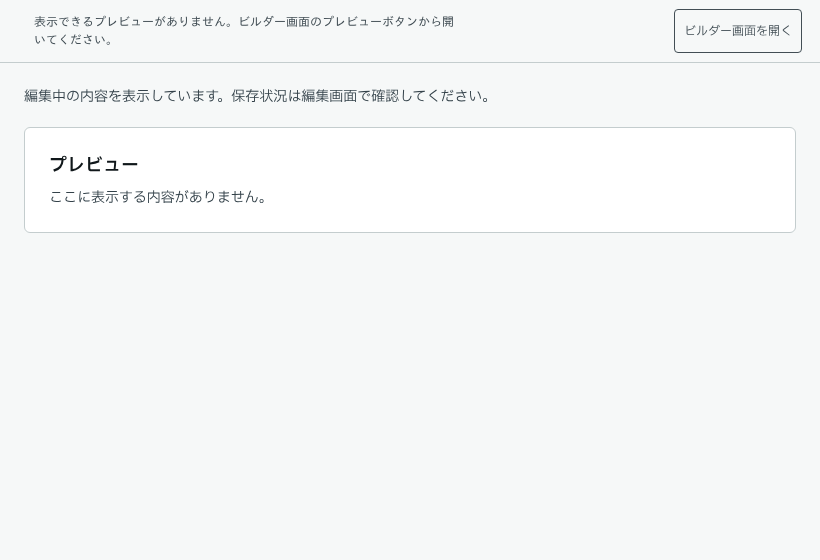 表示できるプレビューがありません。ビルダー画面のプレビューボタンから開
いてください。
ビルダー画面を開く
編集中の内容を表示しています。保存状況は編集画面で確認してください。
プレビュー
ここに表示する内容がありません。